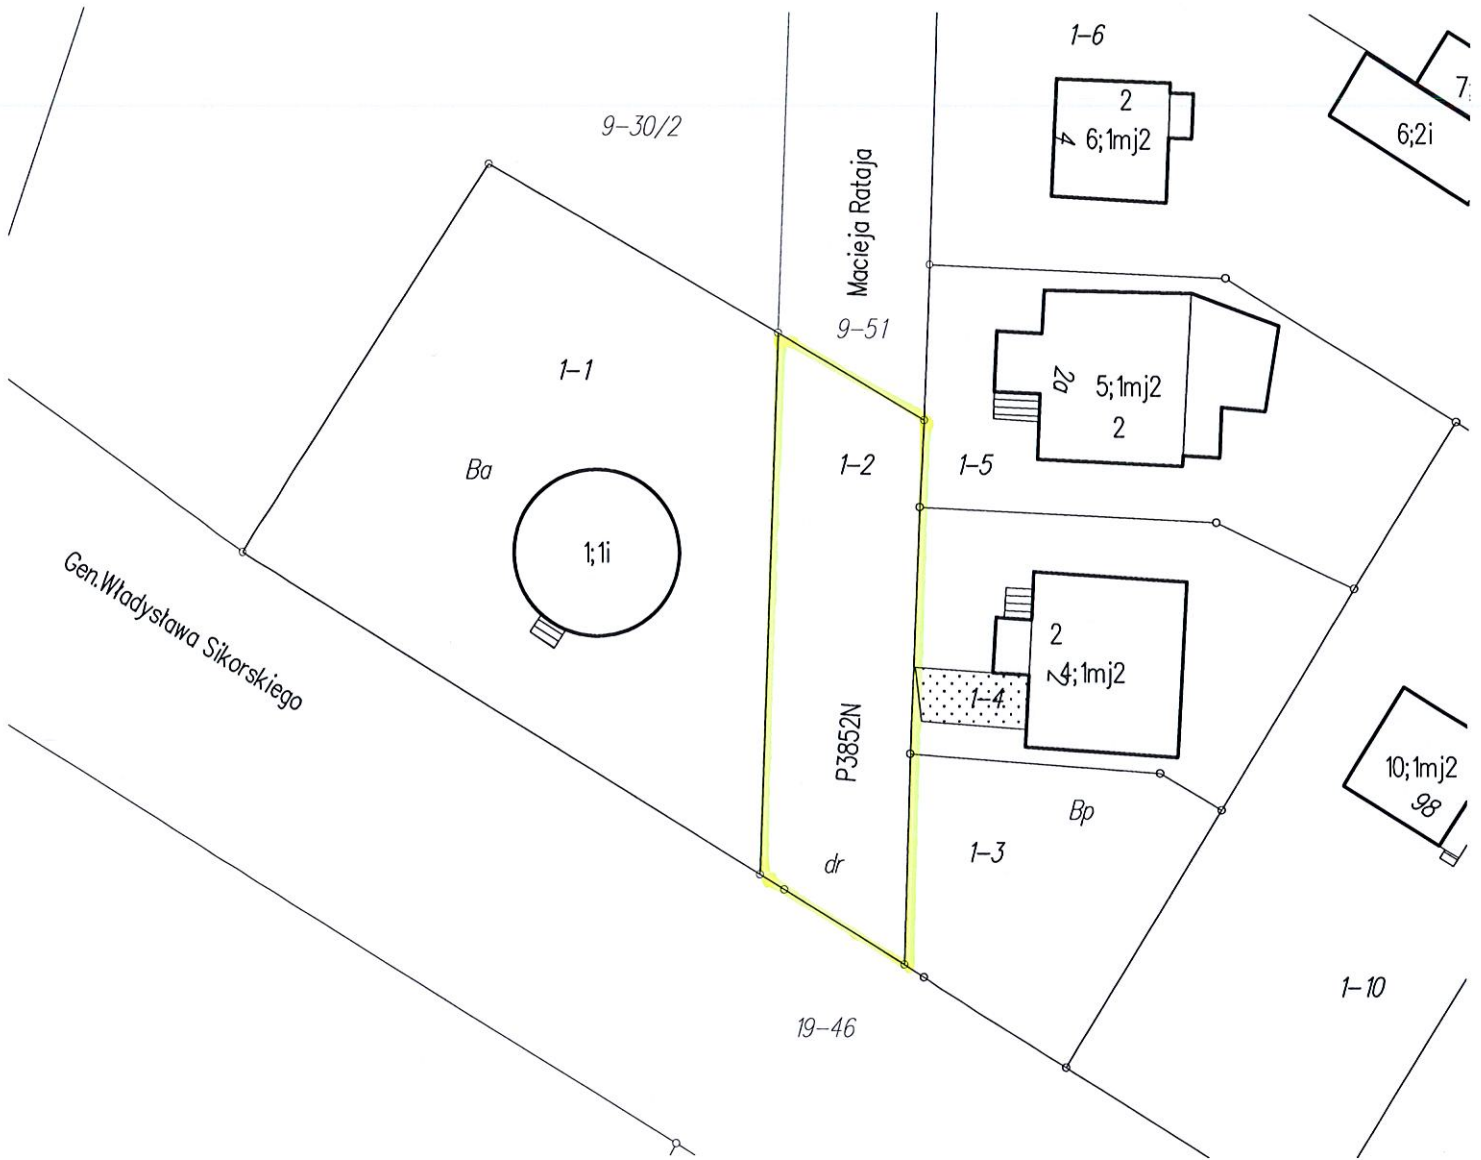 1-6
7;
2
4
6;1mj2
6;2i
9-30/2
Macieja Rataja
9-51
1-1
2a
5;1mj2
2
1-2
1-5
Ba
1;1i
Gen.Władysława Sikorskiego
2
2
4;1mj2
1-4
P3852N
10;1mj2
98
Bp
dr
1-3
1-10
19-46